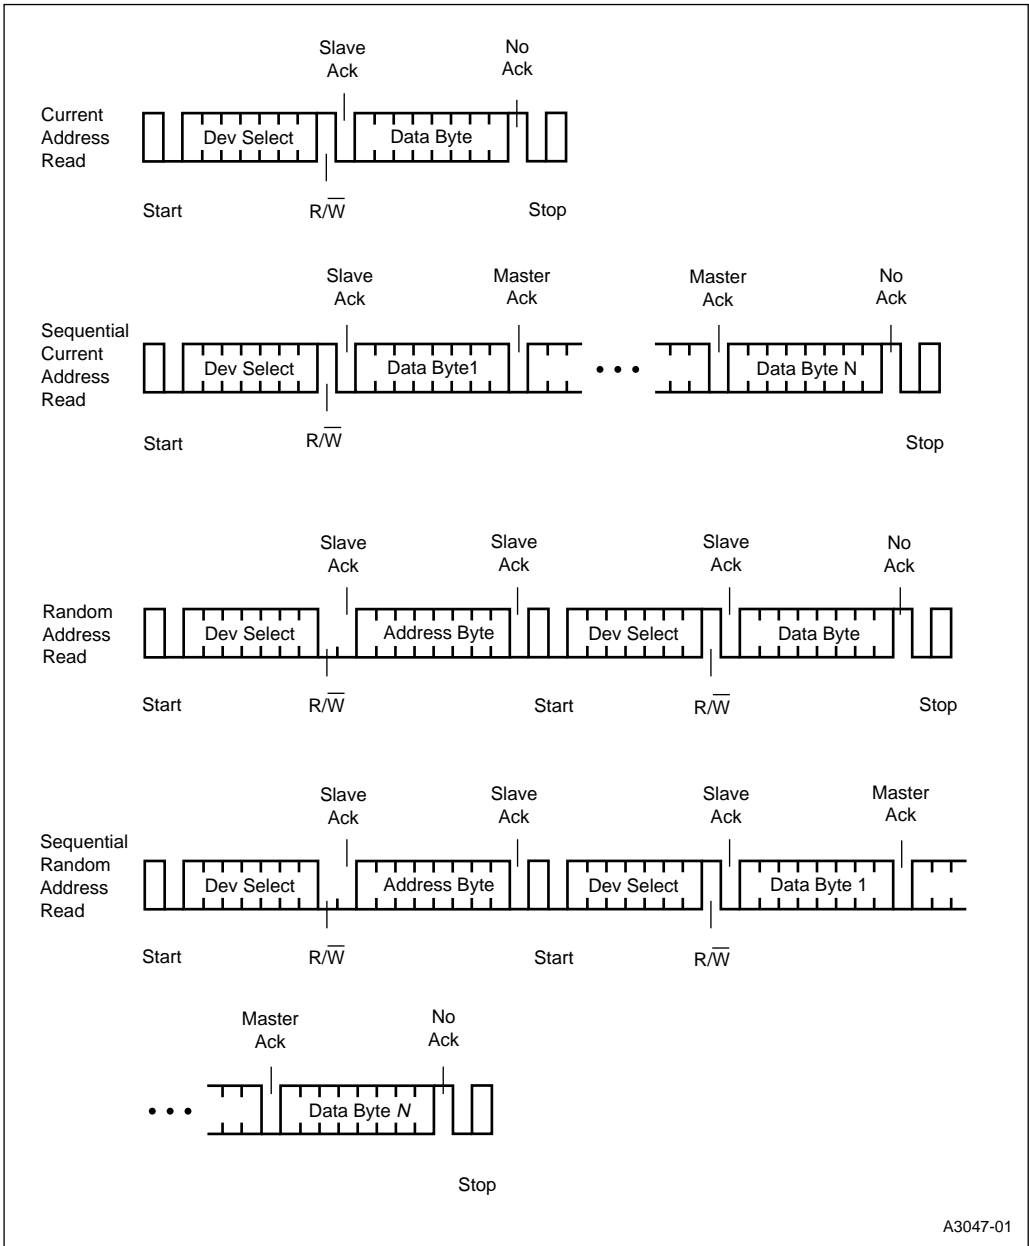 Slave Ack
No Ack
Current Address Read
Dev Select
Data Byte
Start
R/W̅
Stop
Slave Ack
Master Ack
Master Ack
No Ack
Sequential Current Address Read
Dev Select
Data Byte1
• • •
Data Byte N
Start
R/W̅
Stop
Slave Ack
Slave Ack
Slave Ack
No Ack
Random Address Read
Dev Select
Address Byte
Dev Select
Data Byte
Start
R/W̅
Start
R/W̅
Stop
Slave Ack
Slave Ack
Slave Ack
Master Ack
Sequential Random Address Read
Dev Select
Address Byte
Dev Select
Data Byte 1
Start
R/W̅
Start
R/W̅
Master Ack
No Ack
• • •
Data Byte N
Stop
A3047-01